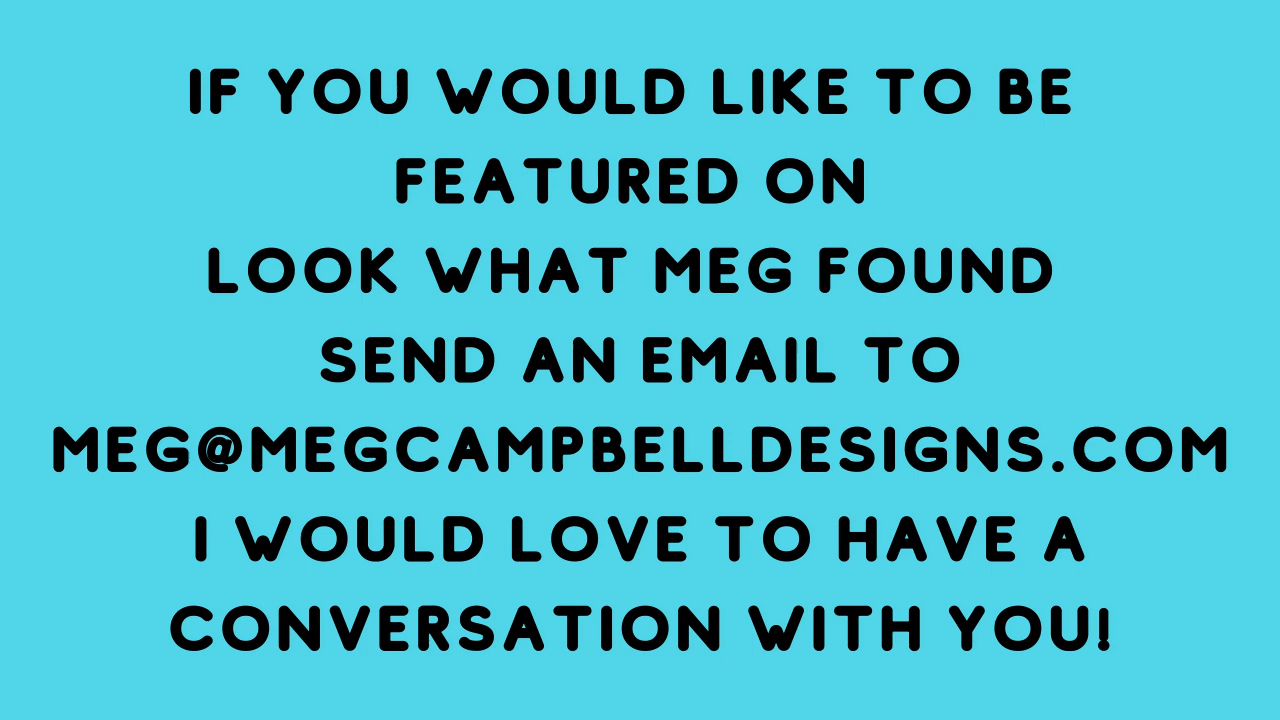 IF YOU WOULD LIKE TO BE
FEATURED ON
LOOK WHAT MEG FOUND
SEND AN EMAIL TO
MEG@MEGCAMPBELLDESIGNS.COM
I WOULD LOVE TO HAVE A
CONVERSATION WITH YOU!